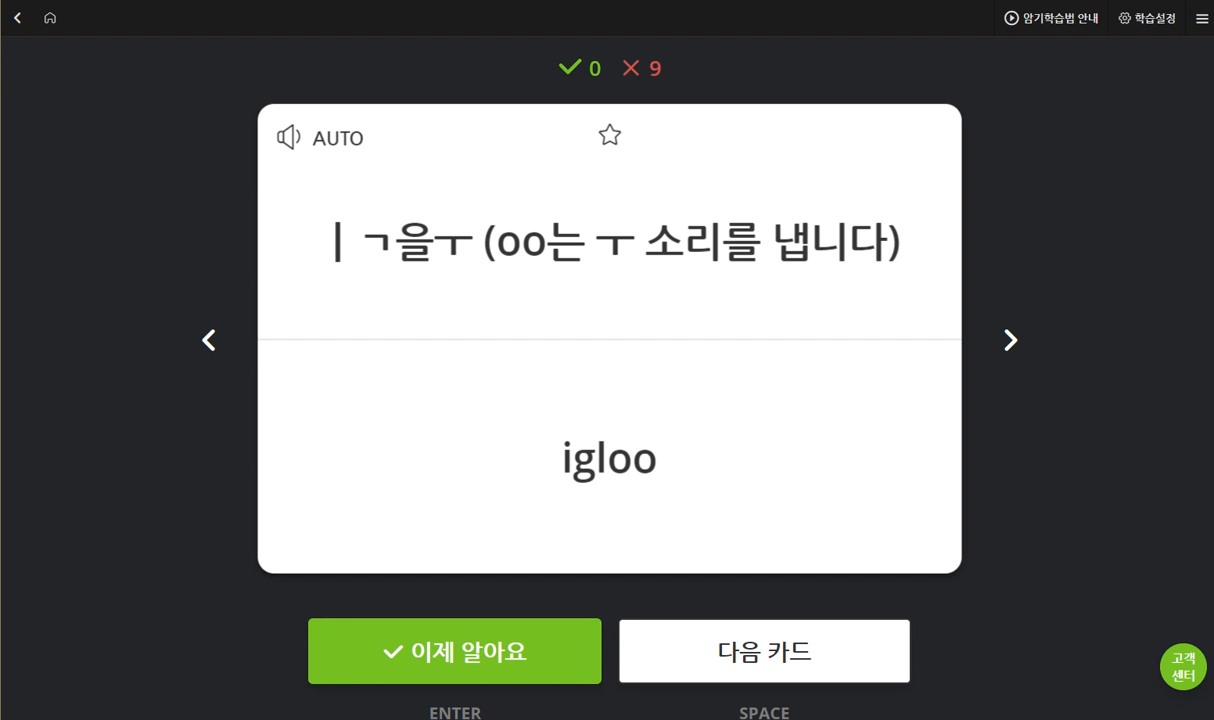 암기학습법 안내 학습설정
0 9
AUTO
ㅣㄱ을ㅜ (oo는 ㅜ 소리를 냅니다)
igloo
이제 알아요 다음 카드
ENTER SPACE
고객
센터